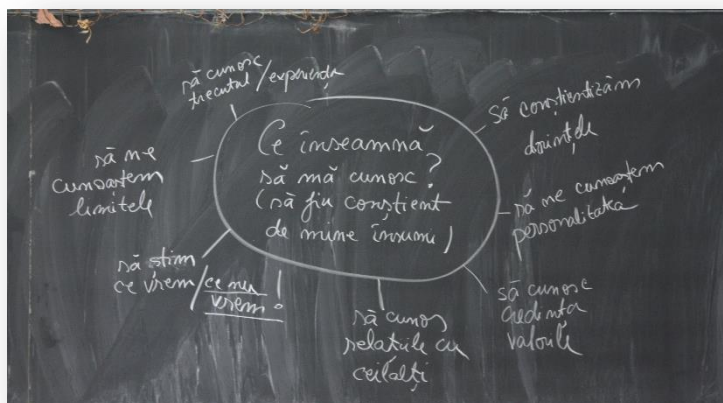 Ce înseamnă
să mă cunosc?
(să fiu conștient
de mine însumi)
să cunosc
trecutul/experiența
să conștientizăm
dorințele
să ne cunoaștem
personalitatea
să cunosc
credința
valorile
să cunos
relațiile cu
ceilalți
să știm
ce vrem/ce nu
vrem!
să ne
cunoaștem
limitele